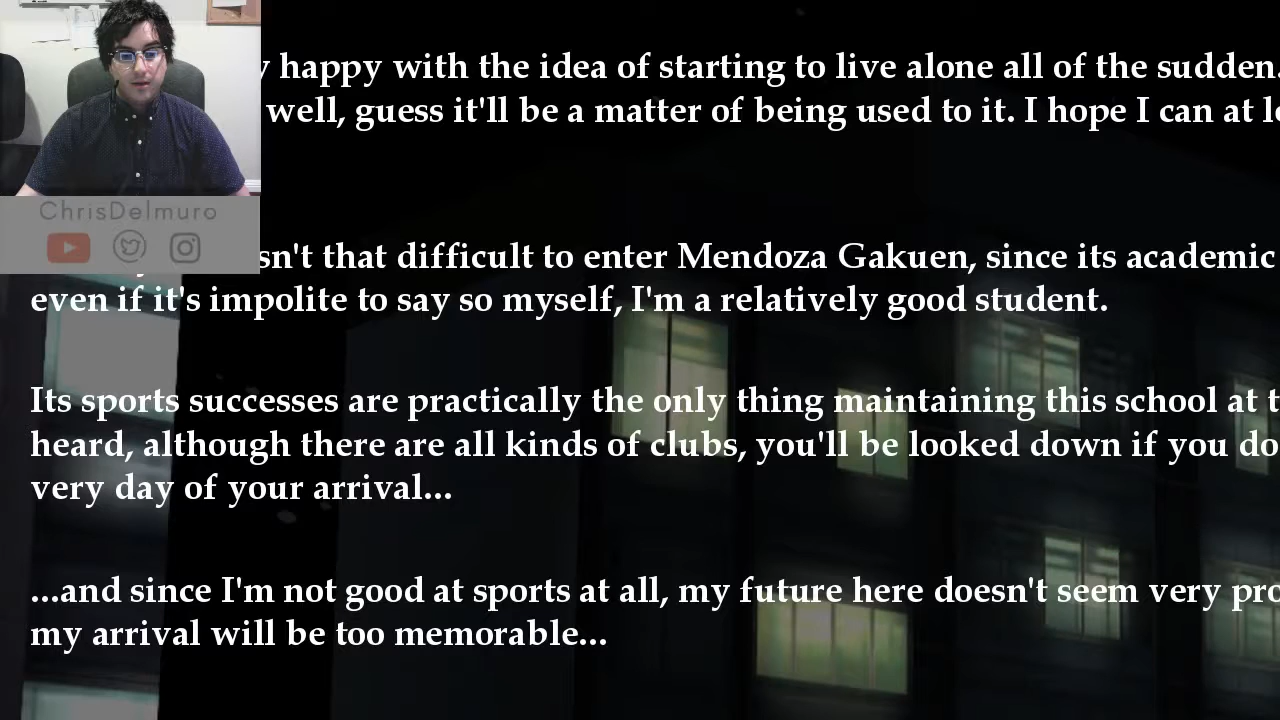 happy with the idea of starting to live alone all of the sudden.
well, guess it'll be a matter of being used to it. I hope I can at
ChrisDelmuro
that difficult to enter Mendoza Gakuen, since its academic
even if it's impolite to say so myself, I'm a relatively good student.
Its sports successes are practically the only thing maintaining this school at
heard, although there are all kinds of clubs, you'll be looked down if you
very day of your arrival...
...and since I'm not good at sports at all, my future here doesn't seem very
my arrival will be too memorable...